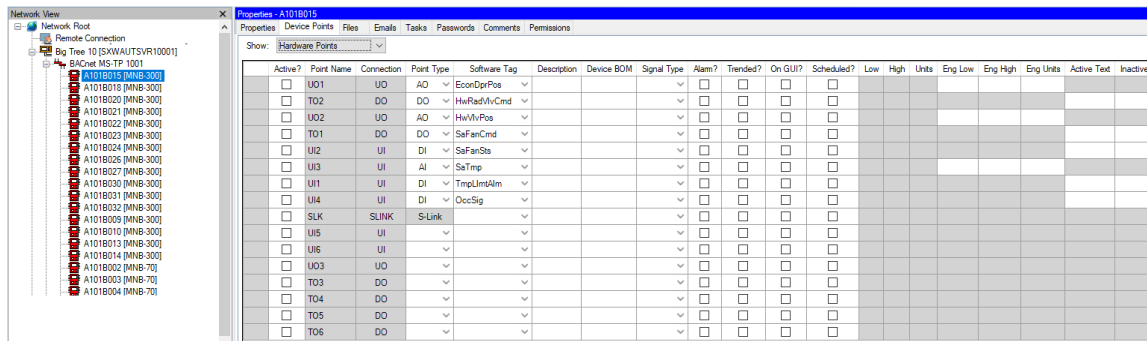 Network View X
Network Root
Remote Connection
Big Tree 10 [SXWAUTSVR10001]
BACnet MS-TP 1001
A101B015 [MNB-300]
A101B018 [MNB-300]
A101B020 [MNB-300]
A101B021 [MNB-300]
A101B022 [MNB-300]
A101B023 [MNB-300]
A101B024 [MNB-300]
A101B026 [MNB-300]
A101B027 [MNB-300]
A101B030 [MNB-300]
A101B031 [MNB-300]
A101B032 [MNB-300]
A101B009 [MNB-300]
A101B010 [MNB-300]
A101B013 [MNB-300]
A101B014 [MNB-300]
A101B002 [MNB-70]
A101B003 [MNB-70]
A101B004 [MNB-70]
Properties - A101B015
Properties Device Points Files Emails Tasks Passwords Comments Permissions
Show: Hardware Points
Active? Point Name Connection Point Type Software Tag Description Device BOM Signal Type Alarm? Trended? On GUI? Scheduled? Low High Units Eng Low Eng High Eng Units Active Text Inactive
UO1 UO AO EconDprPos
TO2 DO DO HwRadVlvCmd
UO2 UO AO HwVlvPos
TO1 DO DO SaFanCmd
UI2 UI DI SaFanSts
UI3 UI AI SaTmp
UI1 UI DI TmpLImtAlm
UI4 UI DI OccSig
SLK SLINK S-Link
UI5 UI
UI6 UI
UO3 UO
TO3 DO
TO4 DO
TO5 DO
TO6 DO